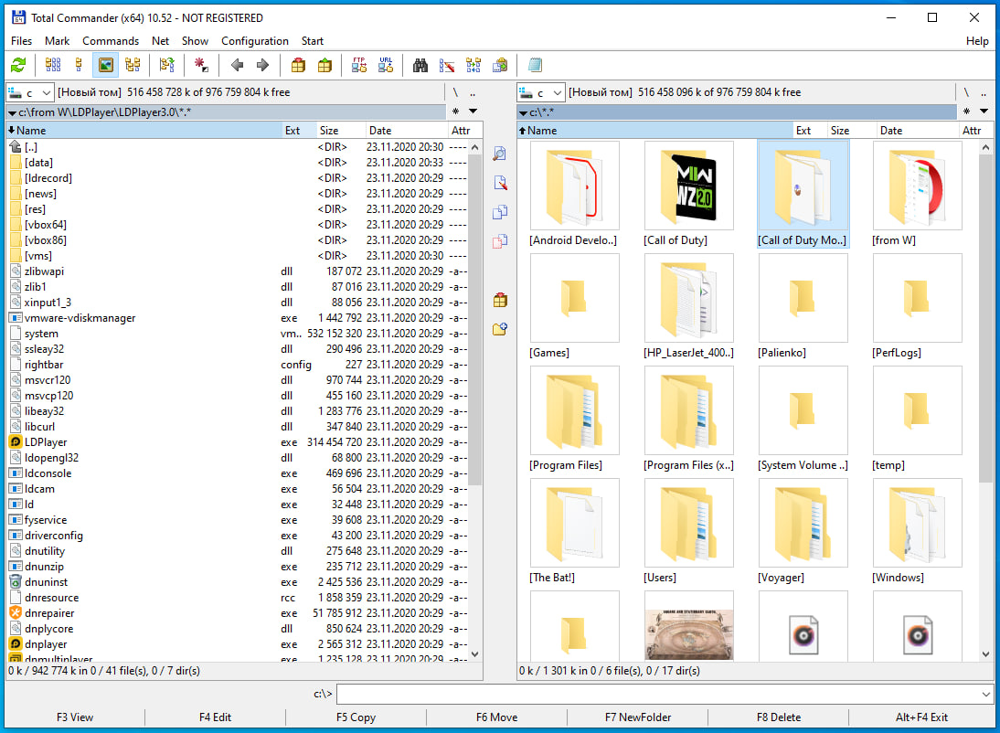 Total Commander (x64) 10.52 - NOT REGISTERED
Files Mark Commands Net Show Configuration Start Help
FTP URL
c [Новый том] 516 458 728 k of 976 759 804 k free \ ..
c:\from W\LDPlayer\LDPlayer3.0\*.* * 
Name Ext Size Date Attr
[..] <DIR> 23.11.2020 20:30 ----
[data] <DIR> 23.11.2020 20:33 ----
[ldrecord] <DIR> 23.11.2020 20:29 ----
[news] <DIR> 23.11.2020 20:29 ----
[res] <DIR> 23.11.2020 20:29 ----
[vbox64] <DIR> 23.11.2020 20:29 ----
[vbox86] <DIR> 23.11.2020 20:29 ----
[vms] <DIR> 23.11.2020 20:30 ----
zlibwapi dll 187 072 23.11.2020 20:29 -a--
zlib1 dll 87 016 23.11.2020 20:29 -a--
xinput1_3 dll 88 056 23.11.2020 20:29 -a--
vmware-vdiskmanager exe 1 442 792 23.11.2020 20:29 -a--
system vm.. 532 152 320 23.11.2020 20:29 -a--
ssleay32 dll 290 496 23.11.2020 20:29 -a--
rightbar config 227 23.11.2020 20:29 -a--
msvcr120 dll 970 744 23.11.2020 20:29 -a--
msvcp120 dll 455 160 23.11.2020 20:29 -a--
libeay32 dll 1 283 776 23.11.2020 20:29 -a--
libcurl dll 347 840 23.11.2020 20:29 -a--
LDPlayer exe 314 454 720 23.11.2020 20:29 -a--
ldopengl32 dll 68 800 23.11.2020 20:29 -a--
ldconsole exe 469 696 23.11.2020 20:29 -a--
ldcam exe 56 504 23.11.2020 20:29 -a--
ld exe 32 448 23.11.2020 20:29 -a--
fyservice exe 39 608 23.11.2020 20:29 -a--
driverconfig exe 43 200 23.11.2020 20:29 -a--
dnutility dll 275 648 23.11.2020 20:29 -a--
dnunzip exe 235 712 23.11.2020 20:29 -a--
dnuninst exe 2 425 536 23.11.2020 20:29 -a--
dnresource rcc 1 858 359 23.11.2020 20:29 -a--
dnrepairer exe 51 785 912 23.11.2020 20:29 -a--
dnplycore dll 850 624 23.11.2020 20:29 -a--
dnplayer exe 2 565 312 23.11.2020 20:29 -a--
dnmultiplayer exe 1 235 128 23.11.2020 20:29 -a--
0 k / 942 774 k in 0 / 41 file(s), 0 / 7 dir(s)
c [Новый том] 516 458 096 k of 976 759 804 k free \ ..
c:\*.* *
Name Ext Size Date Attr
MW
WZ 2.0
[Android Develo..] [Call of Duty] [Call of Duty Mo..] [from W]
[Games] [HP_LaserJet_400..] [Palienko] [PerfLogs]
[Program Files] [Program Files (x..] [System Volume ..] [temp]
[The Bat!] [Users] [Voyager] [Windows]
SQUARE AND STATIONARY EARTH
0 k / 1 301 k in 0 / 6 file(s), 0 / 17 dir(s)
c:\>
F3 View F4 Edit F5 Copy F6 Move F7 NewFolder F8 Delete Alt+F4 Exit